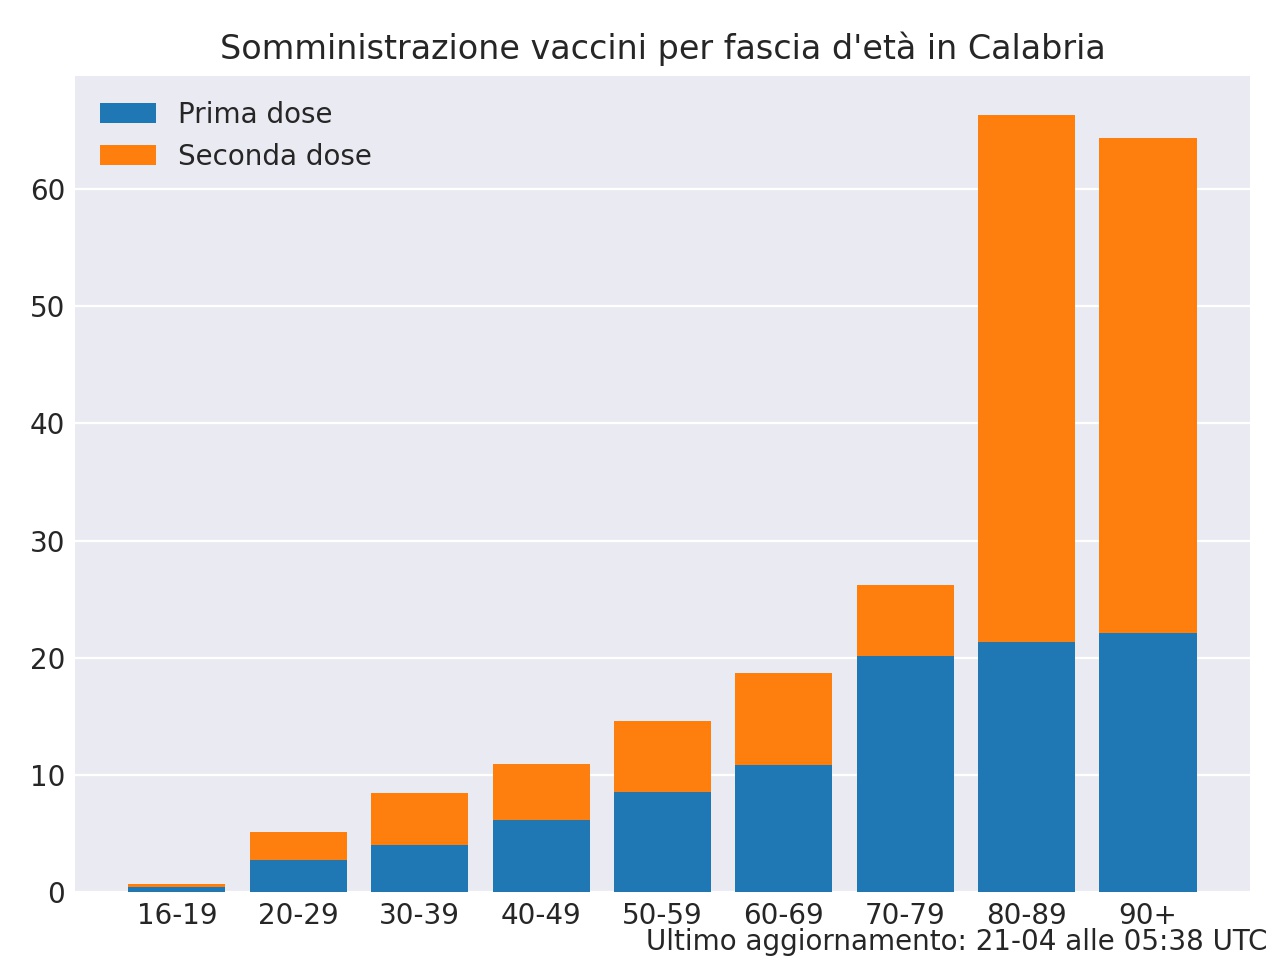 Somministrazione vaccini per fascia d'età in Calabria
Prima dose
Seconda dose
60
50
40
30
20
10
0
16-19 20-29 30-39 40-49 50-59 60-69 70-79 80-89 90+
Ultimo aggiornamento: 21-04 alle 05:38 UTC